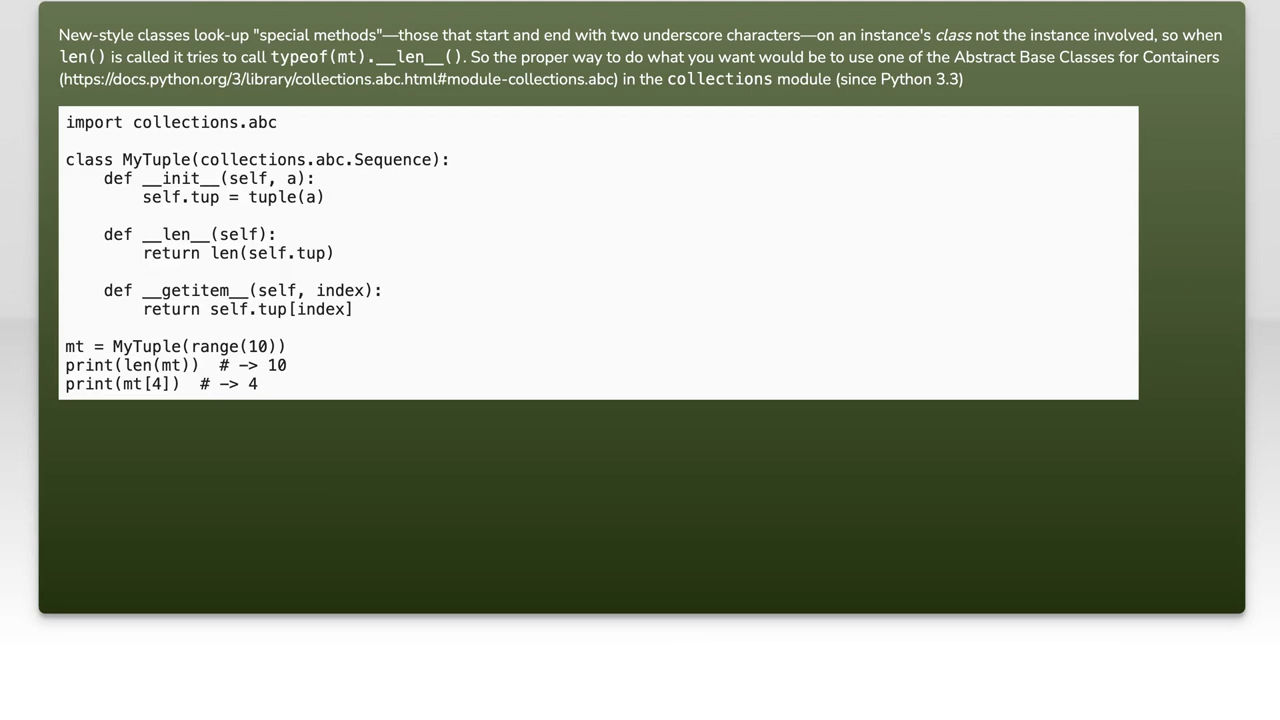 New-style classes look-up "special methods"—those that start and end with two underscore characters—on an instance's class not the instance involved, so when
len() is called it tries to call typeof(mt).__len__(). So the proper way to do what you want would be to use one of the Abstract Base Classes for Containers
(https://docs.python.org/3/library/collections.abc.html#module-collections.abc) in the collections module (since Python 3.3)
import collections.abc
class MyTuple(collections.abc.Sequence):
    def __init__(self, a):
        self.tup = tuple(a)
    def __len__(self):
        return len(self.tup)
    def __getitem__(self, index):
        return self.tup[index]
mt = MyTuple(range(10))
print(len(mt))  # -> 10
print(mt[4])  # -> 4